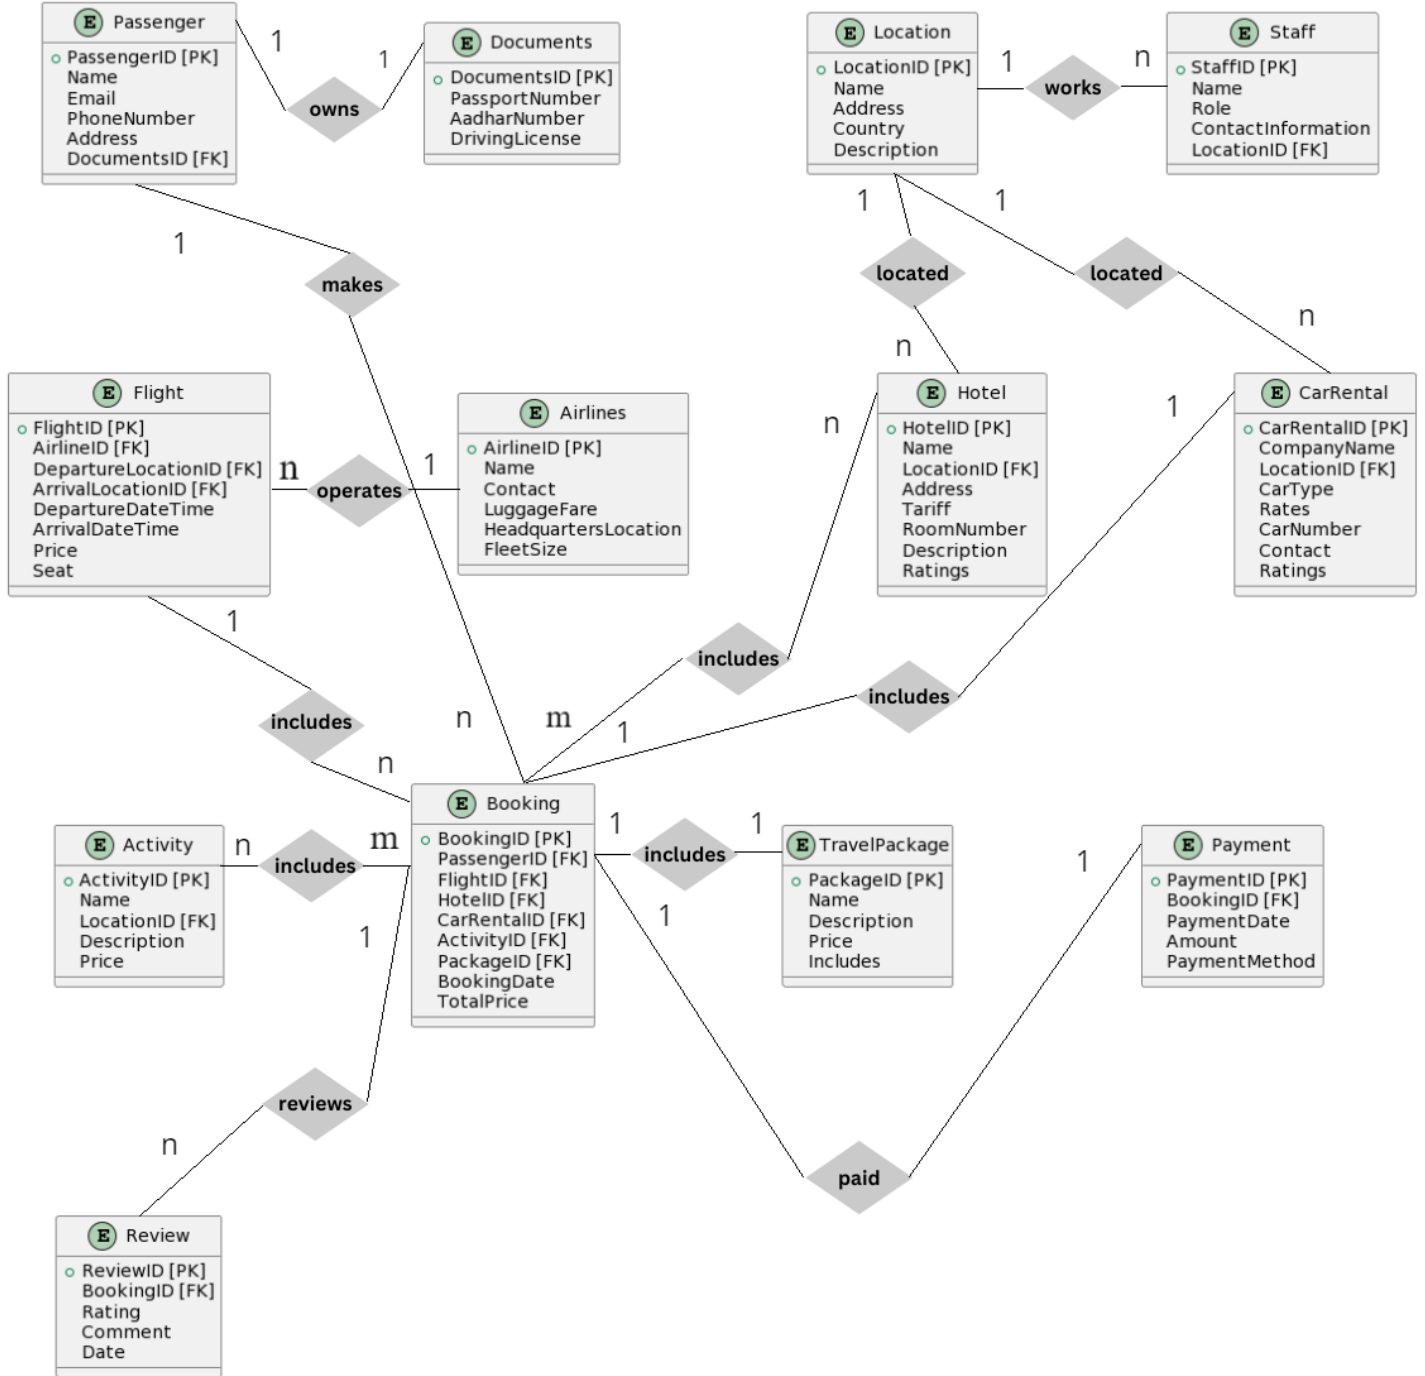 E Passenger
PassengerID [PK]
Name
Email
PhoneNumber
Address
DocumentsID [FK]
1
owns
1
E Documents
DocumentsID [PK]
PassportNumber
AadharNumber
DrivingLicense
E Location
LocationID [PK]
Name
Address
Country
Description
1
works
n
E Staff
StaffID [PK]
Name
Role
ContactInformation
LocationID [FK]
1
makes
n
1
located
n
1
located
n
E Flight
FlightID [PK]
AirlineID [FK]
DepartureLocationID [FK]
ArrivalLocationID [FK]
DepartureDateTime
ArrivalDateTime
Price
Seat
n
operates
1
E Airlines
AirlineID [PK]
Name
Contact
LuggageFare
HeadquartersLocation
FleetSize
E Hotel
HotelID [PK]
Name
LocationID [FK]
Address
Tariff
RoomNumber
Description
Ratings
E CarRental
CarRentalID [PK]
CompanyName
LocationID [FK]
CarType
Rates
CarNumber
Contact
Ratings
1
includes
n
n
includes
m
1
includes
1
E Activity
ActivityID [PK]
Name
LocationID [FK]
Description
Price
n
includes
m
E Booking
BookingID [PK]
PassengerID [FK]
FlightID [FK]
HotelID [FK]
CarRentalID [FK]
ActivityID [FK]
PackageID [FK]
BookingDate
TotalPrice
1
includes
1
E TravelPackage
PackageID [PK]
Name
Description
Price
Includes
E Payment
PaymentID [PK]
BookingID [FK]
PaymentDate
Amount
PaymentMethod
1
paid
1
1
reviews
n
E Review
ReviewID [PK]
BookingID [FK]
Rating
Comment
Date